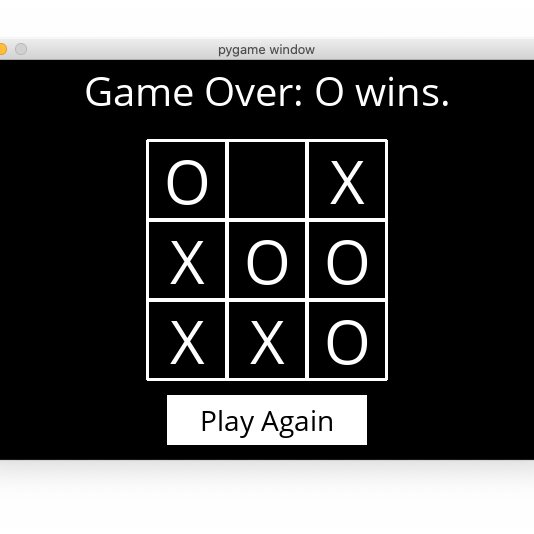 pygame window
Game Over: O wins.
O X
X O O
X X O
Play Again